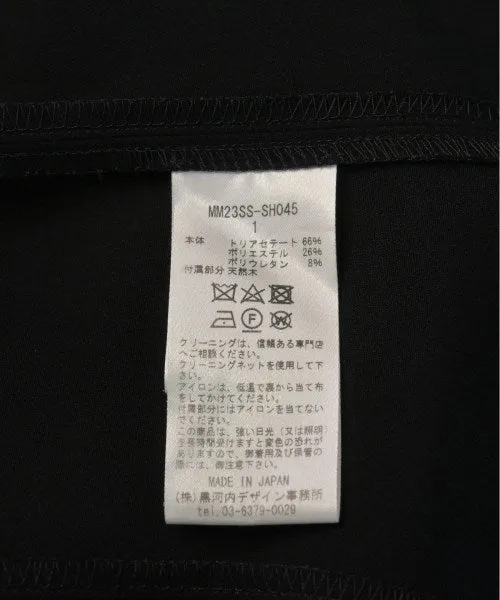 MM23SS-SH045
1
本体 トリアセテート 66%
ポリエステル 26%
ポリウレタン 8%
付属部分 天然木
F W
クリーニングは、信頼ある専門店
へご相談ください。
クリーニングネットを使用して下
さい。
アイロンは、低温で裏から当て布
をしてかけてください。
付属部分にはアイロンを当てない
でください。
この商品は、強い日光（又は照明）
を長時間受けますと変色の恐れが
ありますので、御着用及び保管の
際には、御注意下さい。
MADE IN JAPAN
(株)黒河内デザイン事務所
tel.03-6379-0029